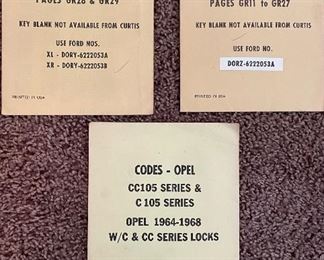 PAGES GR28 & GR29
KEY BLANK NOT AVAILABLE FROM CURTIS
USE FORD NOS.
XL - DORY-6222053A
XR - DORY-6222053B
PRINTED IN USA
PAGES GR11 to GR27
KEY BLANK NOT AVAILABLE FROM CURTIS
USE FORD NO.
DORZ-6222053A
PRINTED IN USA
CODES - OPEL
CC105 SERIES &
C 105 SERIES
OPEL 1964-1968
W/C & CC SERIES LOCKS